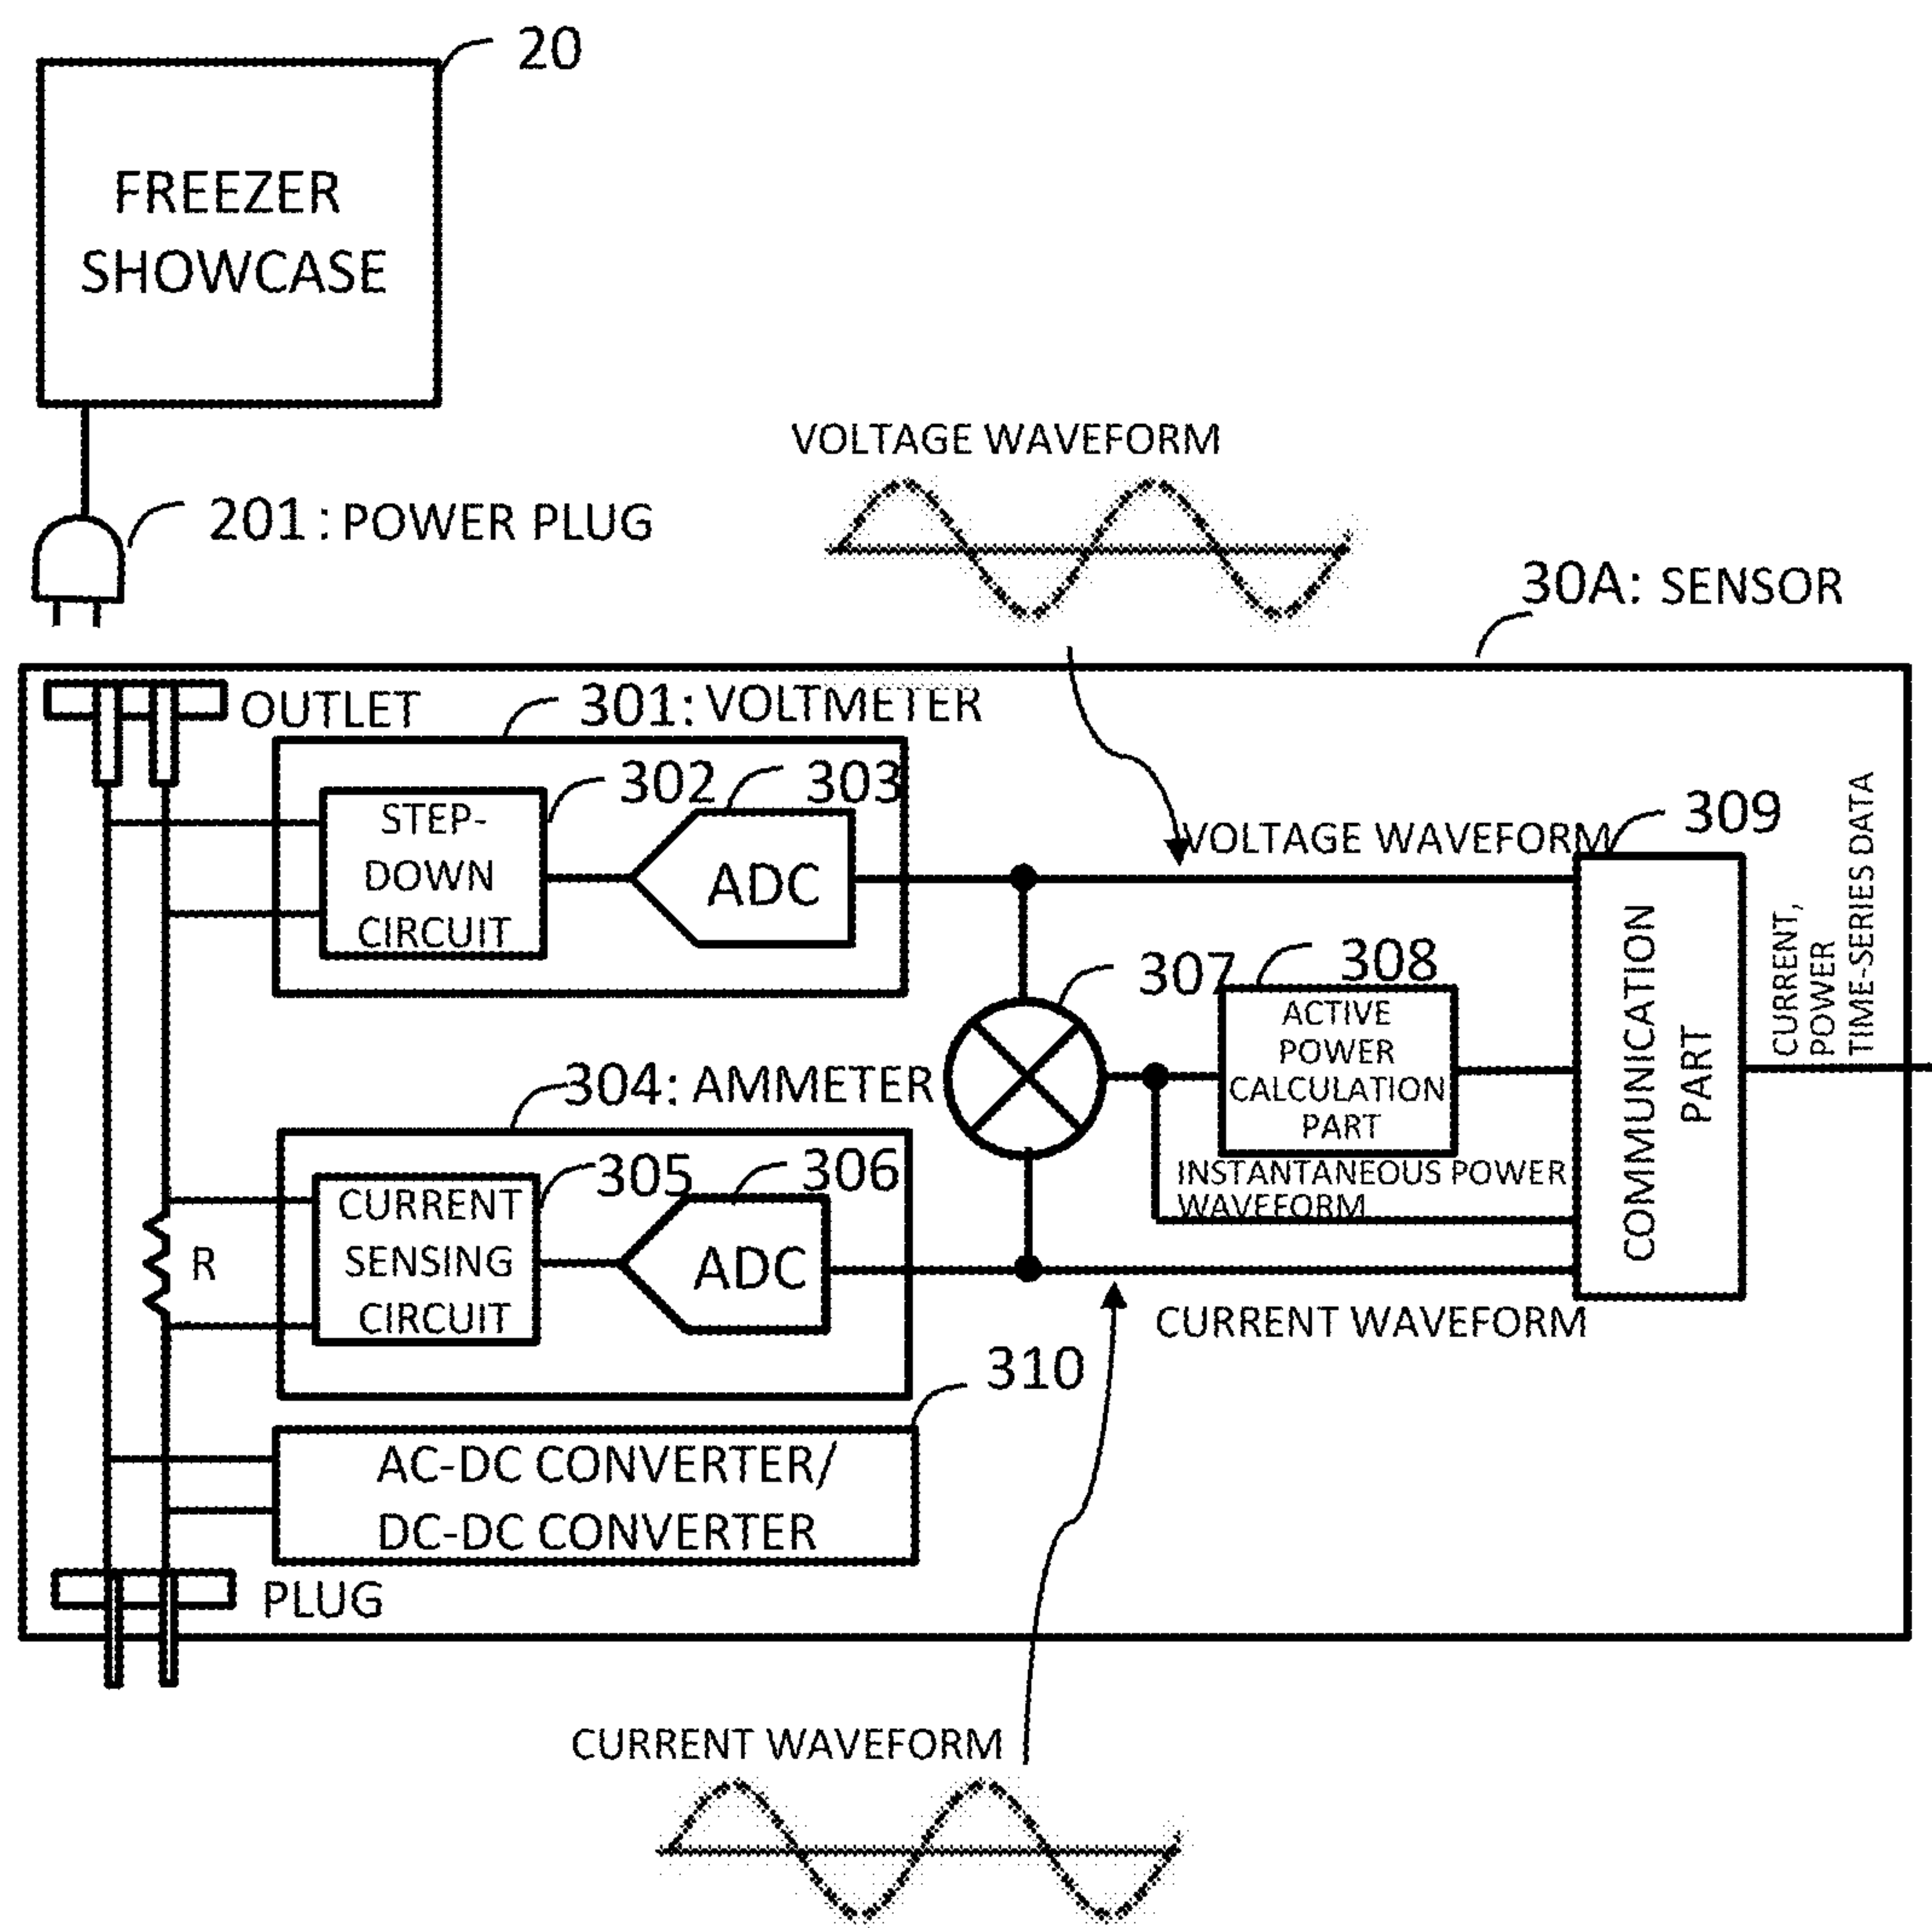 20
FREEZER
SHOWCASE
201 : POWER PLUG
VOLTAGE WAVEFORM
30A: SENSOR
OUTLET
301: VOLTMETER
302
303
STEP-
DOWN
CIRCUIT
ADC
VOLTAGE WAVEFORM
309
307
308
ACTIVE
POWER
CALCULATION
PART
COMMUNICATION
PART
CURRENT,
POWER
TIME-SERIES DATA
304: AMMETER
305
306
CURRENT
SENSING
CIRCUIT
ADC
R
INSTANTANEOUS POWER
WAVEFORM
CURRENT WAVEFORM
310
AC-DC CONVERTER/
DC-DC CONVERTER
PLUG
CURRENT WAVEFORM